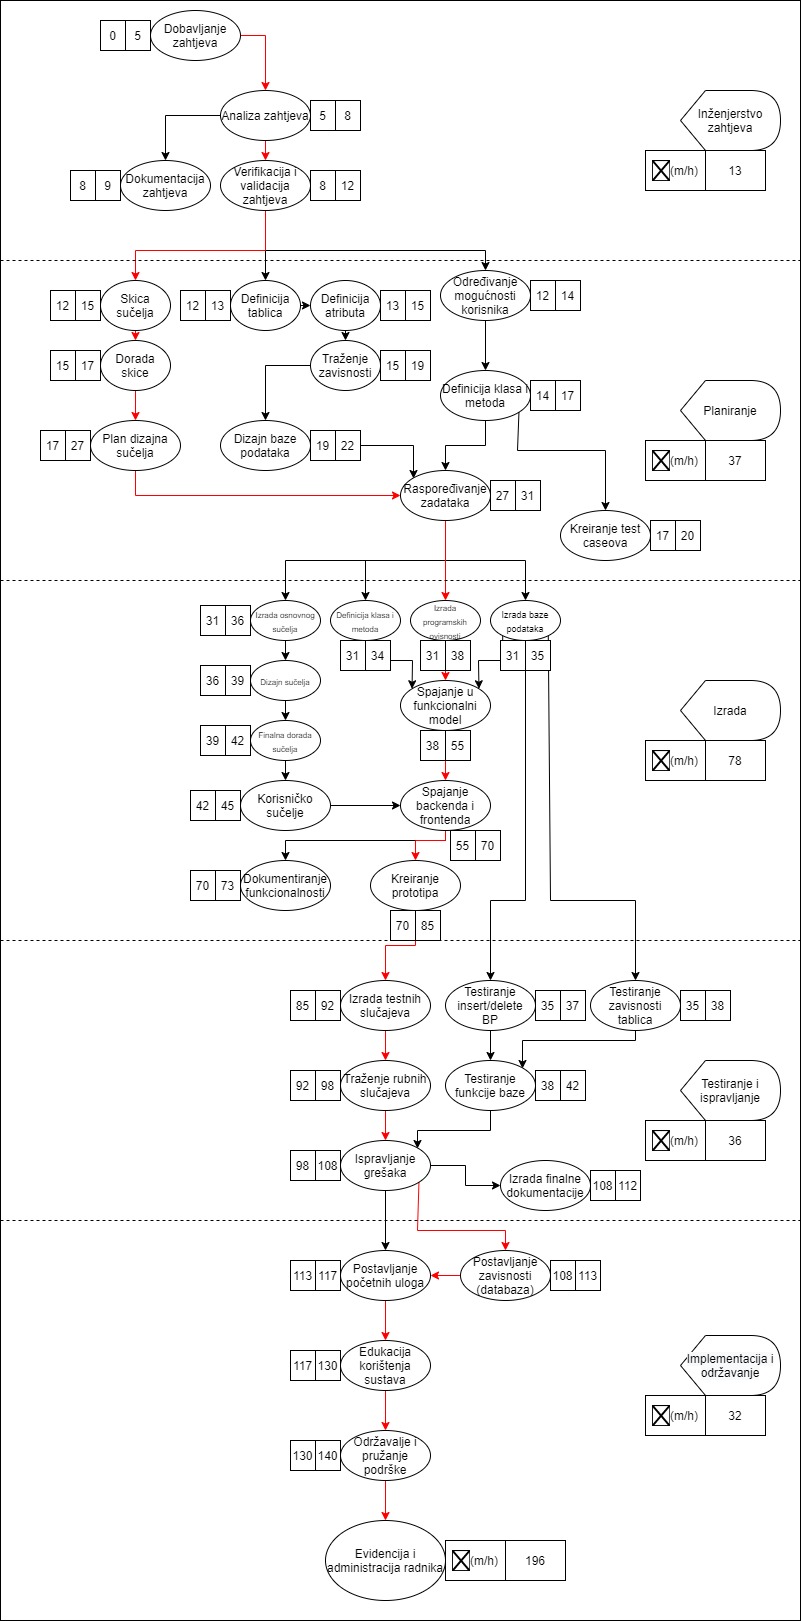 0 5
Dobavljanje
zahtjeva
Analiza zahtjeva
5 8
Inženjerstvo
zahtjeva
(m/h) 13
8 9
Dokumentacija
zahtjeva
Verifikacija i
validacija
zahtjeva
8 12
12 15
Skica
sučelja
12 13
Definicija
tablica
Definicija
atributa
13 15
Određivanje
mogućnosti
korisnika
12 14
15 17
Dorada
skice
Traženje
zavisnosti
15 19
Definicija klasa i
metoda
14 17
Planiranje
(m/h) 37
17 27
Plan dizajna
sučelja
Dizajn baze
podataka
19 22
Raspoređivanje
zadataka
27 31
Kreiranje test
caseova
17 20
31 36
Izrada osnovnog
sučelja
Definicija klasa i
metoda
31 34
Izrada
programskih
ovisnosti
31 38
Izrada baze
podataka
31 35
36 39
Dizajn sučelja
Spajanje u
funkcionalni
model
38 55
Izrada
(m/h) 78
39 42
Finalna dorada
sučelja
42 45
Korisničko
sučelje
Spajanje
backenda i
frontenda
55 70
70 73
Dokumentiranje
funkcionalnosti
Kreiranje
prototipa
70 85
85 92
Izrada testnih
slučajeva
Testiranje
insert/delete
BP
35 37
Testiranje
zavisnosti
tablica
35 38
92 98
Traženje rubnih
slučajeva
Testiranje
funkcije baze
38 42
Testiranje i
ispravljanje
(m/h) 36
98 108
Ispravljanje
grešaka
Izrada finalne
dokumentacije
108 112
113 117
Postavljanje
početnih uloga
Postavljanje
zavisnosti
(databaza)
108 113
117 130
Edukacija
korištenja
sustava
Implementacija i
održavanje
(m/h) 32
130 140
Održavalje i
pružanje
podrške
Evidencija i
administracija radnika
(m/h) 196